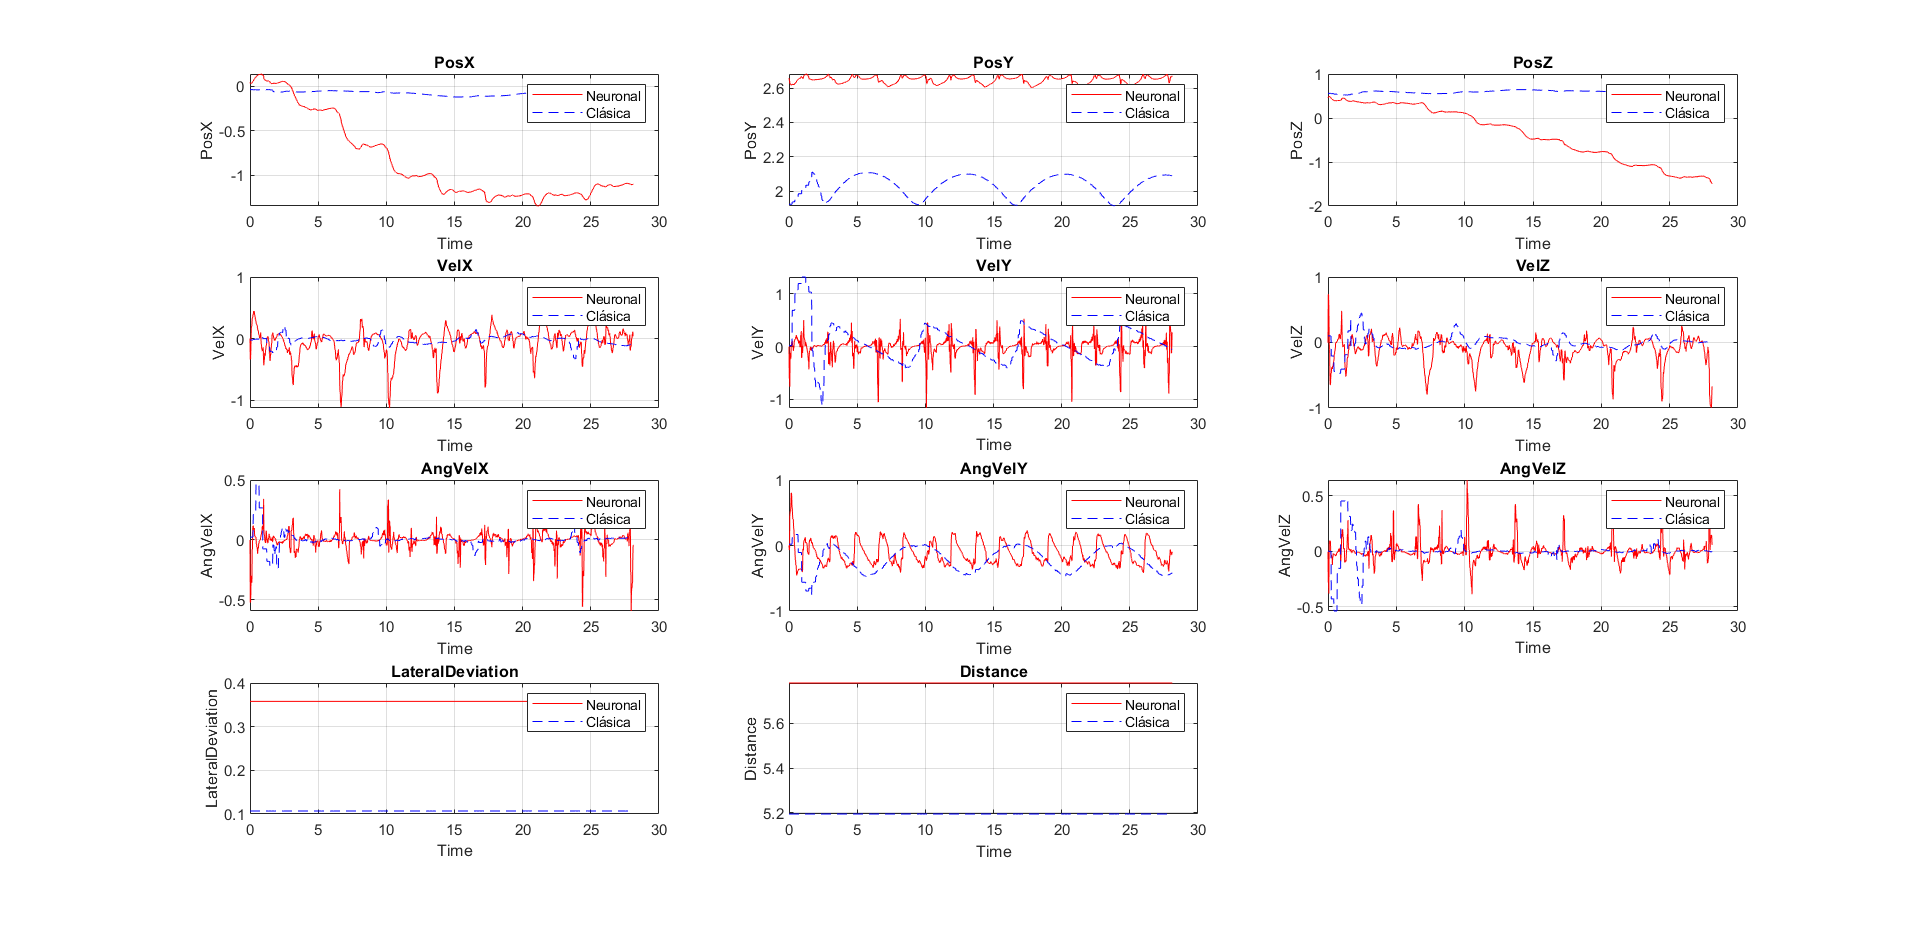 PosX
PosX
0
-0.5
-1
Neuronal
Clásica
0 5 10 15 20 25 30
Time
PosY
PosY
2.6
2.4
2.2
2
Neuronal
Clásica
0 5 10 15 20 25 30
Time
PosZ
PosZ
1
0
-1
-2
Neuronal
Clásica
0 5 10 15 20 25 30
Time
VelX
VelX
1
0
-1
Neuronal
Clásica
0 5 10 15 20 25 30
Time
VelY
VelY
1
0
-1
Neuronal
Clásica
0 5 10 15 20 25 30
Time
VelZ
VelZ
1
0
-1
Neuronal
Clásica
0 5 10 15 20 25 30
Time
AngVelX
AngVelX
0.5
0
-0.5
Neuronal
Clásica
0 5 10 15 20 25 30
Time
AngVelY
AngVelY
1
0
-1
Neuronal
Clásica
0 5 10 15 20 25 30
Time
AngVelZ
AngVelZ
0.5
0
-0.5
Neuronal
Clásica
0 5 10 15 20 25 30
Time
LateralDeviation
LateralDeviation
0.4
0.3
0.2
0.1
Neuronal
Clásica
0 5 10 15 20 25 30
Time
Distance
Distance
5.6
5.4
5.2
Neuronal
Clásica
0 5 10 15 20 25 30
Time